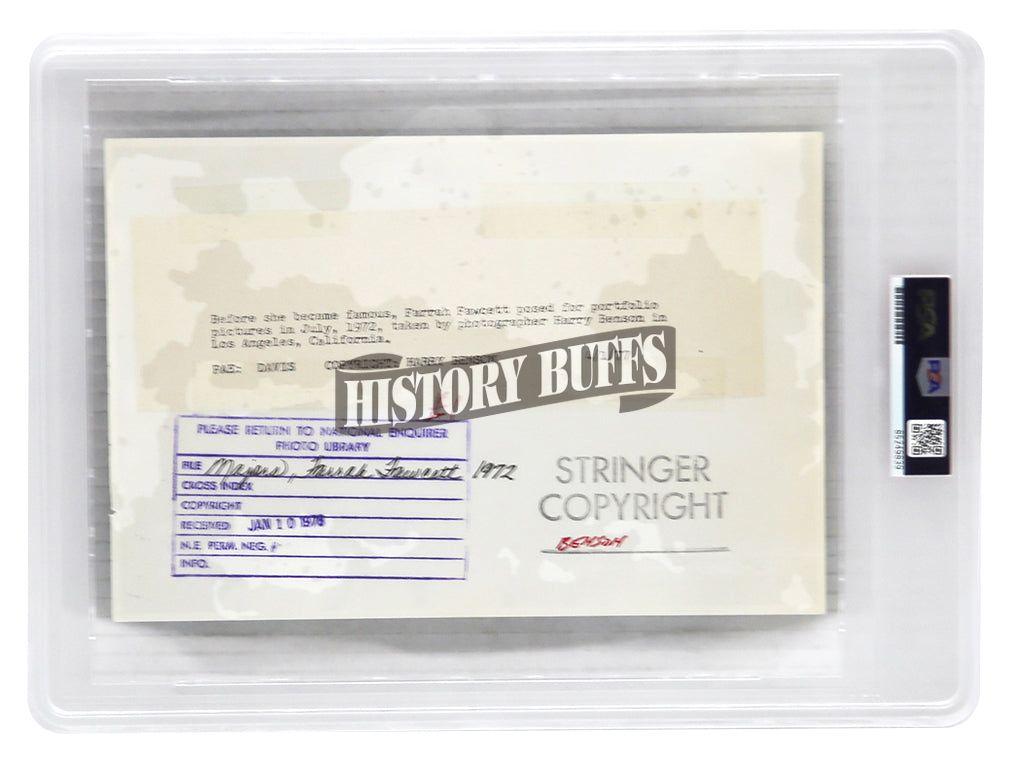 Before she became famous, Farrah Fawcett posed for portfolio
pictures in July, 1972, taken by photographer Harry Benson in
Los Angeles, California.
DAVIS COPYRIGHT: HARRY BENSON
HISTORY BUFFS
PLEASE RETURN TO NATIONAL ENQUIRER
PHOTO LIBRARY
FILE Majors, Farrah Fawcett 1972
CROSS INDEX
COPYRIGHT
RECEIVED JAN 10 1978
N.E. PERM. NEG. #
INFO.
STRINGER
COPYRIGHT
BENSON
PSA